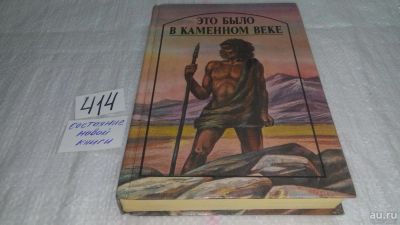 ЭТО БЫЛО
В КАМЕННОМ ВЕКЕ
414
состояние
новой
книги
au.ru